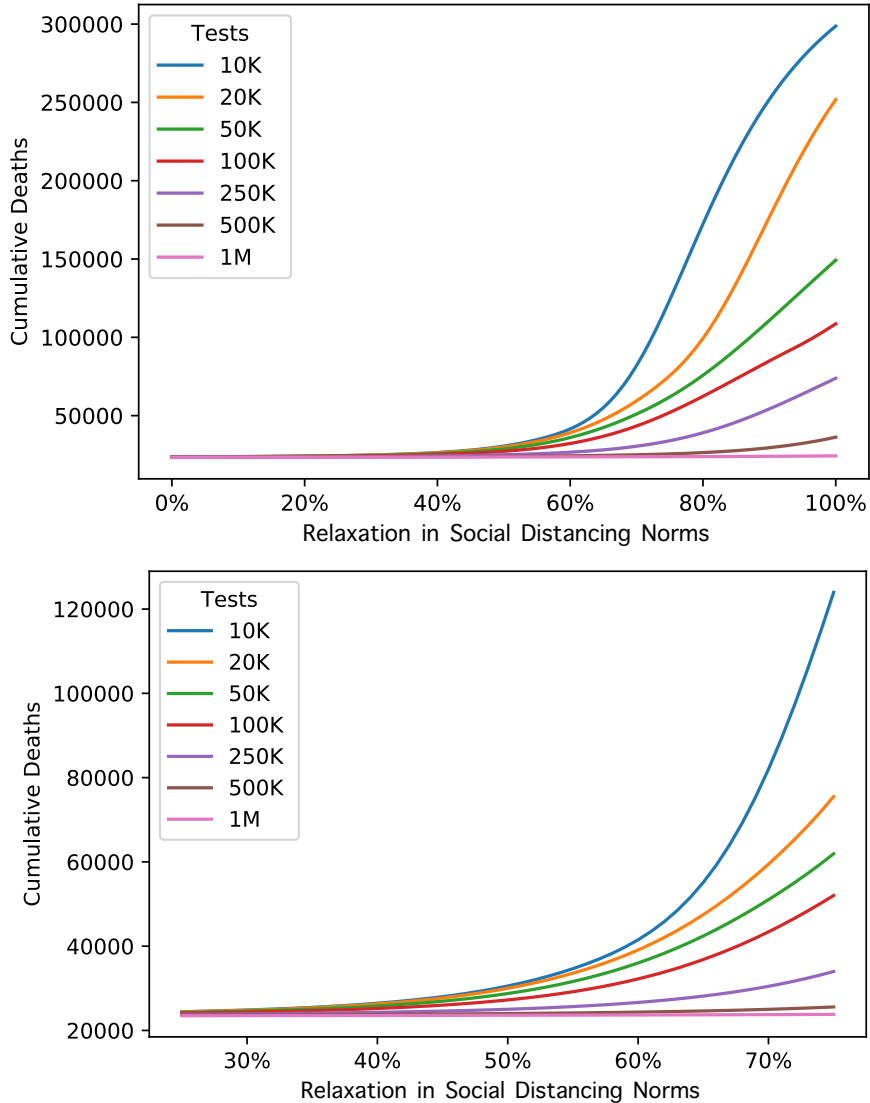 300000
250000
200000
150000
100000
50000
Cumulative Deaths
Tests
10K
20K
50K
100K
250K
500K
1M
0%
20%
40%
60%
80%
100%
Relaxation in Social Distancing Norms
120000
100000
80000
60000
40000
20000
Cumulative Deaths
Tests
10K
20K
50K
100K
250K
500K
1M
30%
40%
50%
60%
70%
Relaxation in Social Distancing Norms